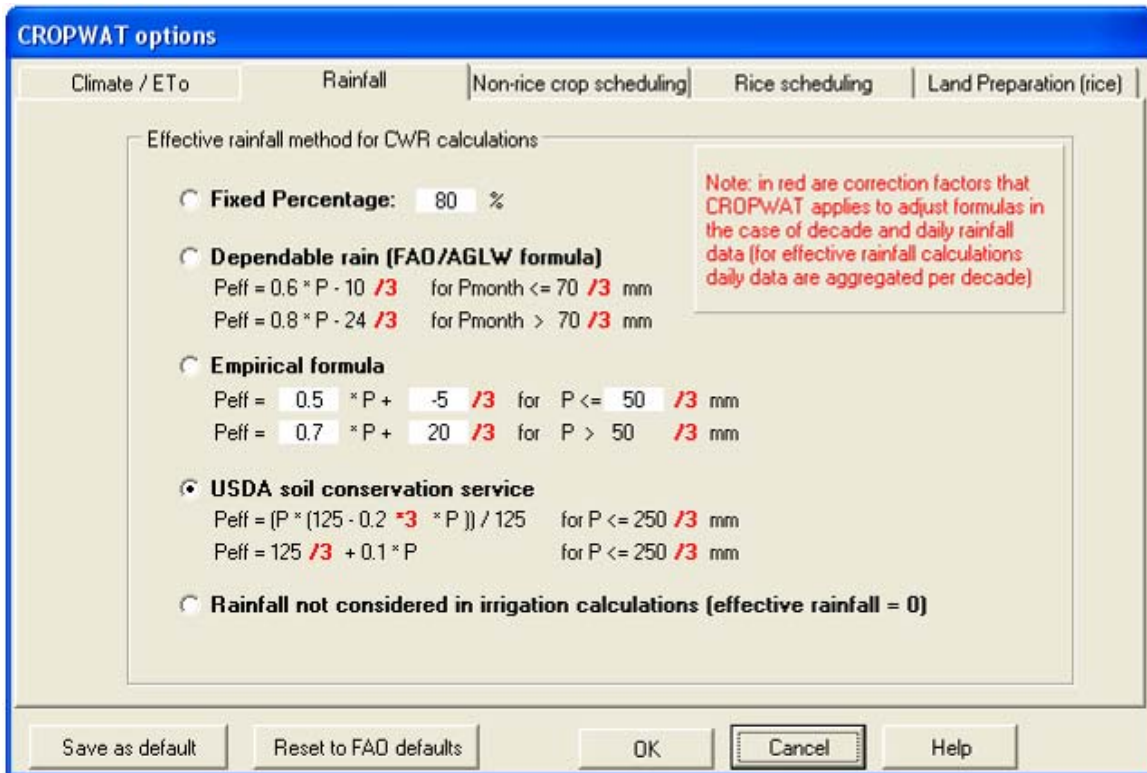 CROPWAT options
Climate / ETo
Rainfall
Non-rice crop scheduling
Rice scheduling
Land Preparation (rice)
Effective rainfall method for CWR calculations
Note: in red are correction factors that
CROPWAT applies to adjust formulas in
the case of decade and daily rainfall
data (for effective rainfall calculations
daily data are aggregated per decade)
Fixed Percentage: 80 %
Dependable rain (FAO/AGLW formula)
Peff = 0.6 * P - 10 /3 for Pmonth <= 70 /3 mm
Peff = 0.8 * P - 24 /3 for Pmonth > 70 /3 mm
Empirical formula
Peff = 0.5 * P + -5 /3 for P <= 50 /3 mm
Peff = 0.7 * P + 20 /3 for P > 50 /3 mm
USDA soil conservation service
Peff = (P * (125 - 0.2 *3 * P )) / 125 for P <= 250 /3 mm
Peff = 125 /3 + 0.1 * P for P <= 250 /3 mm
Rainfall not considered in irrigation calculations (effective rainfall = 0)
Save as default
Reset to FAO defaults
OK
Cancel
Help